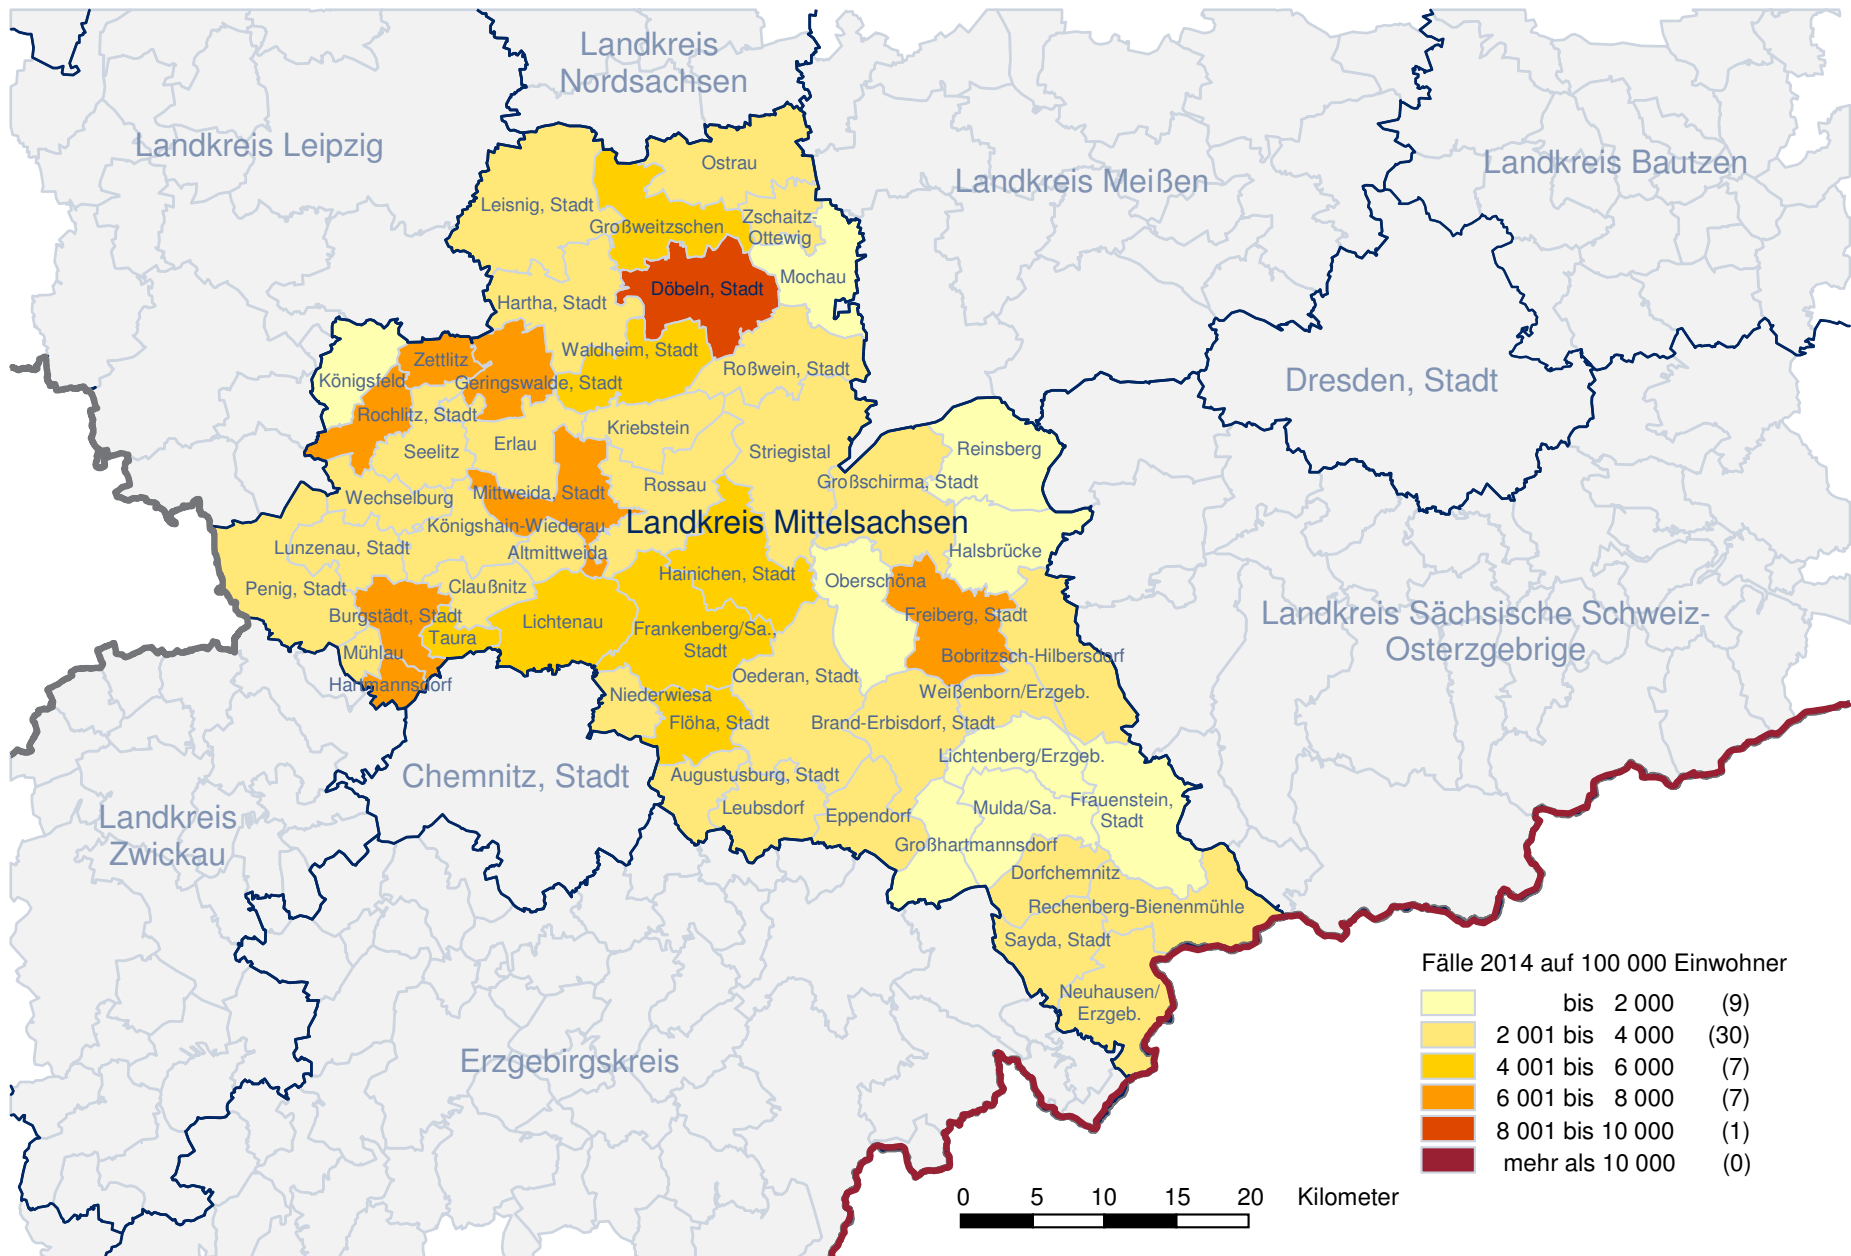 Landkreis
Nordsachsen
Landkreis Leipzig
Landkreis Meißen
Landkreis Bautzen
Ostrau
Leisnig, Stadt
Großweitzschen
Zschaitz-
Ottewig
Mochau
Döbeln, Stadt
Hartha, Stadt
Waldheim, Stadt
Roßwein, Stadt
Zettlitz
Königsfeld
Geringswalde, Stadt
Rochlitz, Stadt
Dresden, Stadt
Kriebstein
Erlau
Seelitz
Striegistal
Reinsberg
Großschirma, Stadt
Rossau
Mittweida, Stadt
Wechselburg
Königshain-Wiederau
Landkreis Mittelsachsen
Lunzenau, Stadt
Altmittweida
Halsbrücke
Hainichen, Stadt
Oberschöna
Penig, Stadt
Claußnitz
Burgstädt, Stadt
Freiberg, Stadt
Lichtenau
Frankenberg/Sa.,
Stadt
Taura
Mühlau
Landkreis Sächsische Schweiz-
Osterzgebirge
Bobritzsch-Hilbersdorf
Oederan, Stadt
Hartmannsdorf
Niederwiesa
Weißenborn/Erzgeb.
Flöha, Stadt
Brand-Erbisdorf, Stadt
Lichtenberg/Erzgeb.
Chemnitz, Stadt
Augustusburg, Stadt
Leubsdorf
Eppendorf
Mulda/Sa.
Frauenstein,
Stadt
Landkreis
Zwickau
Großhartmannsdorf
Dorfchemnitz
Rechenberg-Bienenmühle
Sayda, Stadt
Neuhausen/
Erzgeb.
Erzgebirgskreis
Fälle 2014 auf 100 000 Einwohner
bis 2 000 (9)
2 001 bis 4 000 (30)
4 001 bis 6 000 (7)
6 001 bis 8 000 (7)
8 001 bis 10 000 (1)
mehr als 10 000 (0)
0 5 10 15 20 Kilometer